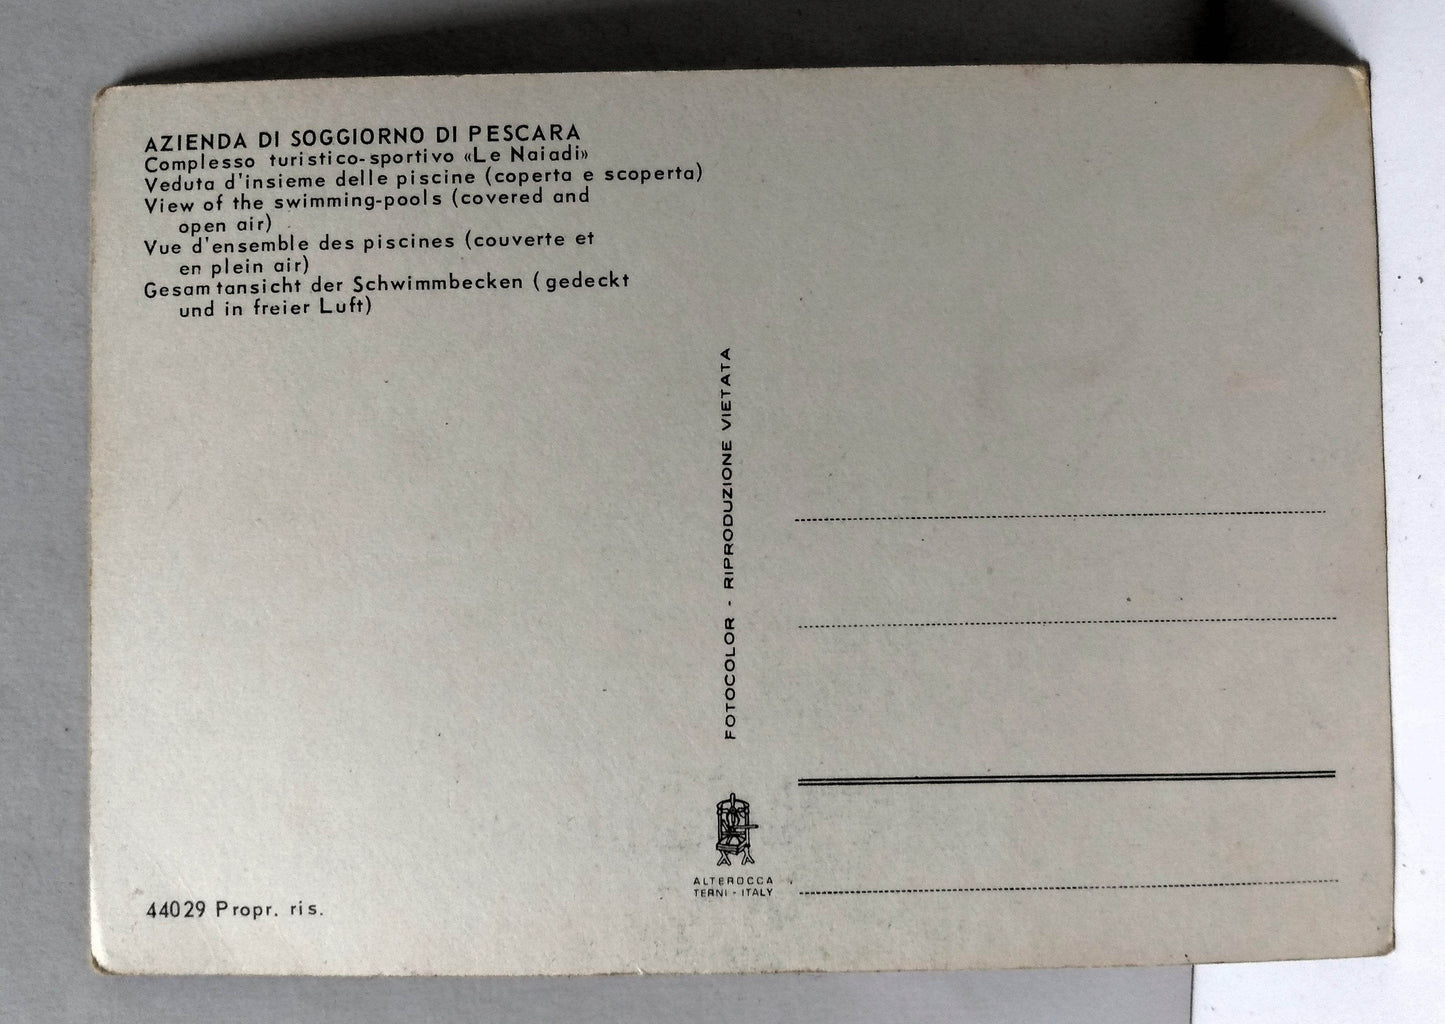 AZIENDA DI SOGGIORNO DI PESCARA
Complesso turistico-sportivo «Le Naiadi»
Veduta d'insieme delle piscine (coperta e scoperta)
View of the swimming-pools (covered and
open air)
Vue d'ensemble des piscines (couverte et
en plein air)
Gesamtansicht der Schwimmbecken (gedeckt
und in freier Luft)
FOTOCOLOR - RIPRODUZIONE VIETATA
ALTEROCCA
TERNI - ITALY
44029 Propr. ris.